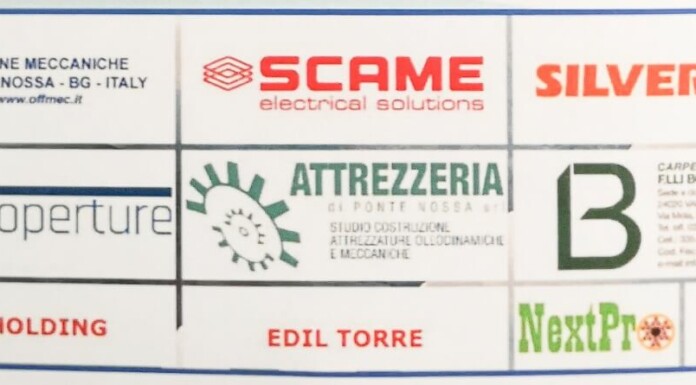 NE MECCANICHE
NOSSA - BG - ITALY
www.offmec.it
SCAME
electrical solutions
SILVER
operture
ATTREZZERIA
di PONTE NOSSA srl
STUDIO COSTRUZIONE
ATTREZZATURE OLEODINAMICHE
E MECCANICHE
B
CARPE
F.LLI B
HOLDING
EDIL TORRE
NextPro